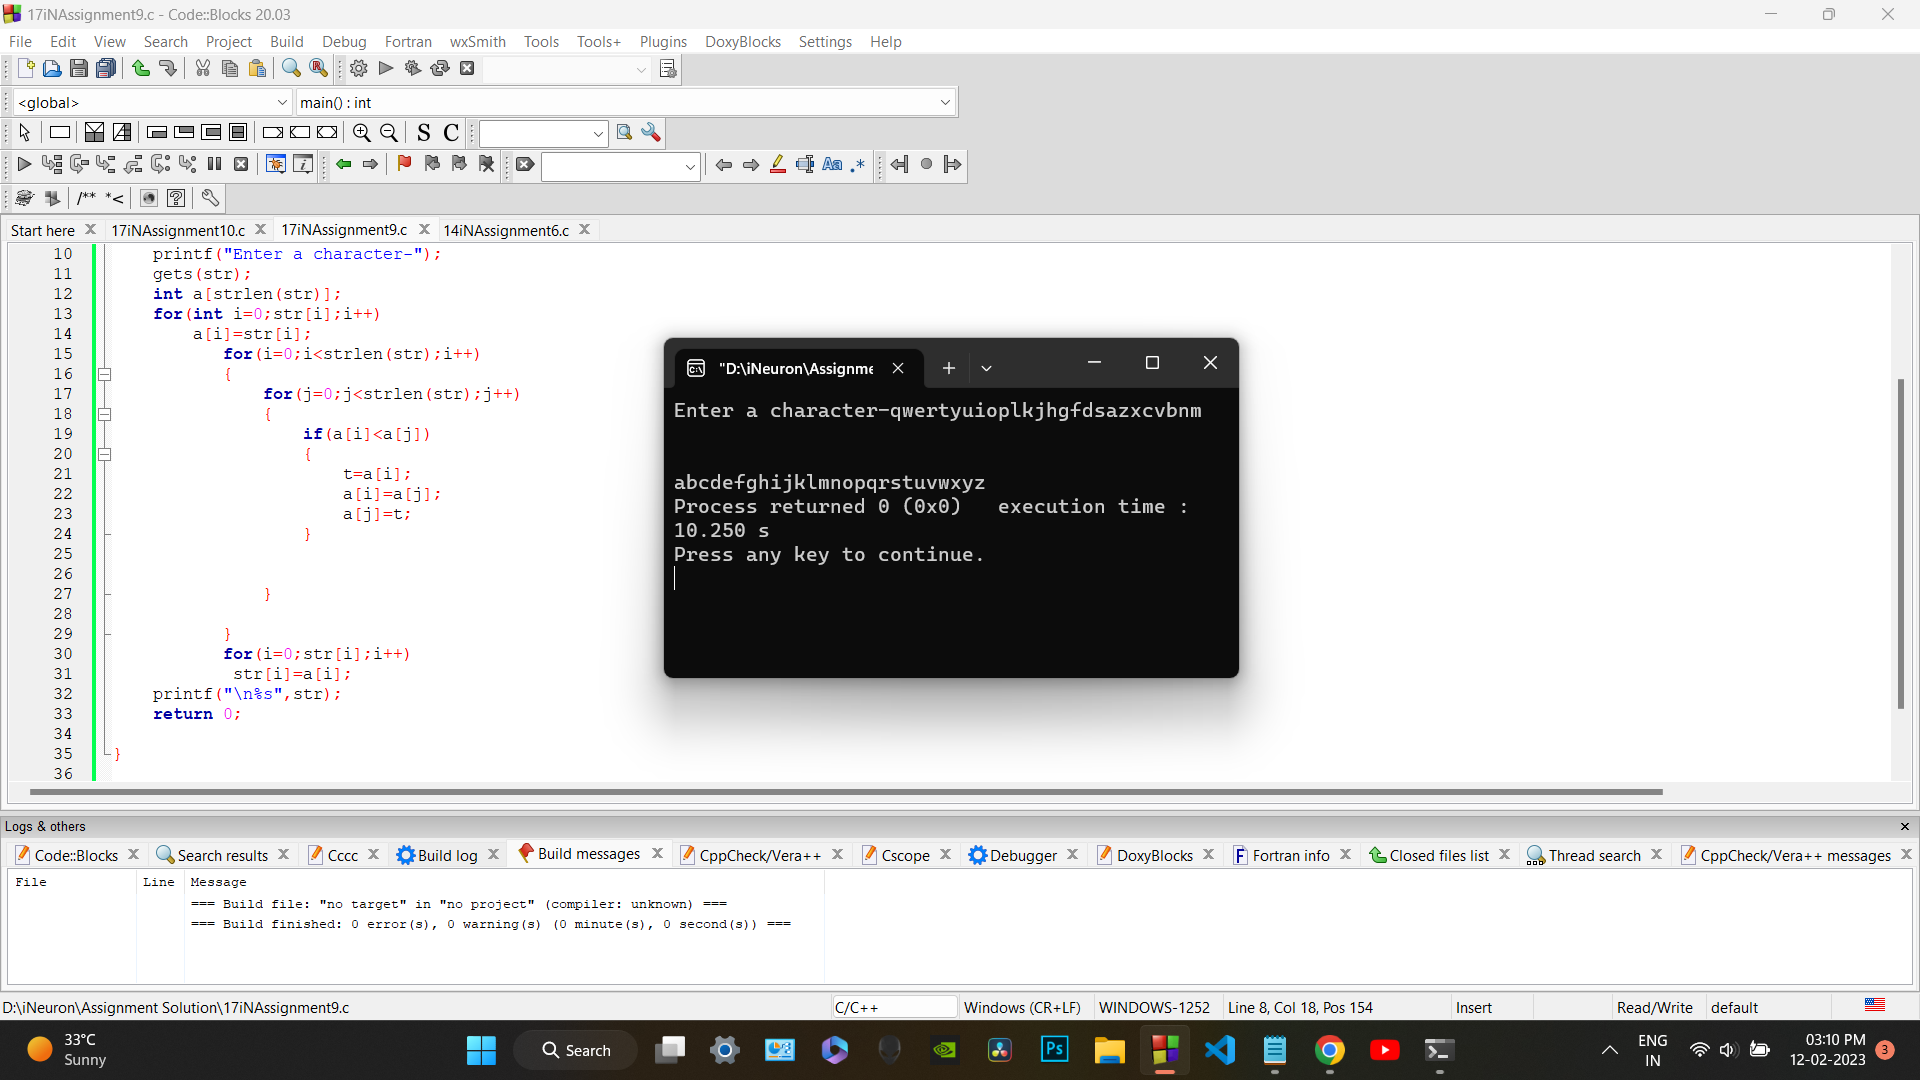 17iNAssignment9.c - Code::Blocks 20.03
File Edit View Search Project Build Debug Fortran wxSmith Tools Tools+ Plugins DoxyBlocks Settings Help
<global> main() : int
S C
Aa .*
/** *<
Start here 17iNAssignment10.c 17iNAssignment9.c 14iNAssignment6.c
10 printf("Enter a character-");
11 gets(str);
12 int a[strlen(str)];
13 for(int i=0;str[i];i++)
14 a[i]=str[i];
15 for(i=0;i<strlen(str);i++)
16 {
17 for(j=0;j<strlen(str);j++)
18 {
19 if(a[i]<a[j])
20 {
21 t=a[i];
22 a[i]=a[j];
23 a[j]=t;
24 }
25
26
27 }
28
29 }
30 for(i=0;str[i];i++)
31 str[i]=a[i];
32 printf("\n%s",str);
33 return 0;
34
35 }
36
"D:\iNeuron\Assignme
Enter a character-qwertyuioplkjhgfdsazxcvbnm
abcdefghijklmnopqrstuvwxyz
Process returned 0 (0x0) execution time :
10.250 s
Press any key to continue.
Logs & others
Code::Blocks Search results Cccc Build log Build messages CppCheck/Vera++ Cscope Debugger DoxyBlocks Fortran info Closed files list Thread search CppCheck/Vera++ messages
File Line Message
=== Build file: "no target" in "no project" (compiler: unknown) ===
=== Build finished: 0 error(s), 0 warning(s) (0 minute(s), 0 second(s)) ===
D:\iNeuron\Assignment Solution\17iNAssignment9.c C/C++ Windows (CR+LF) WINDOWS-1252 Line 8, Col 18, Pos 154 Insert Read/Write default
33°C
Sunny
Search
Ps
ENG
IN
03:10 PM
12-02-2023
3